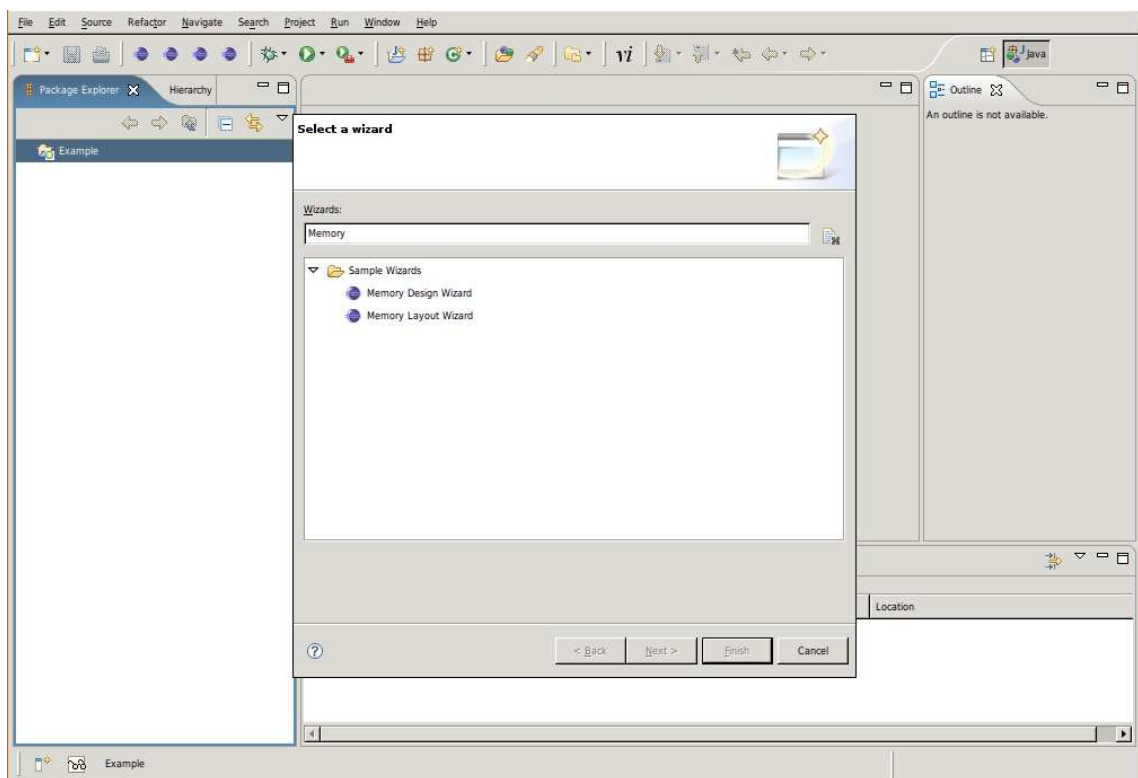 File Edit Source Refactor Navigate Search Project Run Window Help
vi
Java
Package Explorer Hierarchy
Outline
An outline is not available.
Example
Select a wizard
Wizards:
Memory
Sample Wizards
Memory Design Wizard
Memory Layout Wizard
Location
< Back Next > Finish Cancel
Example